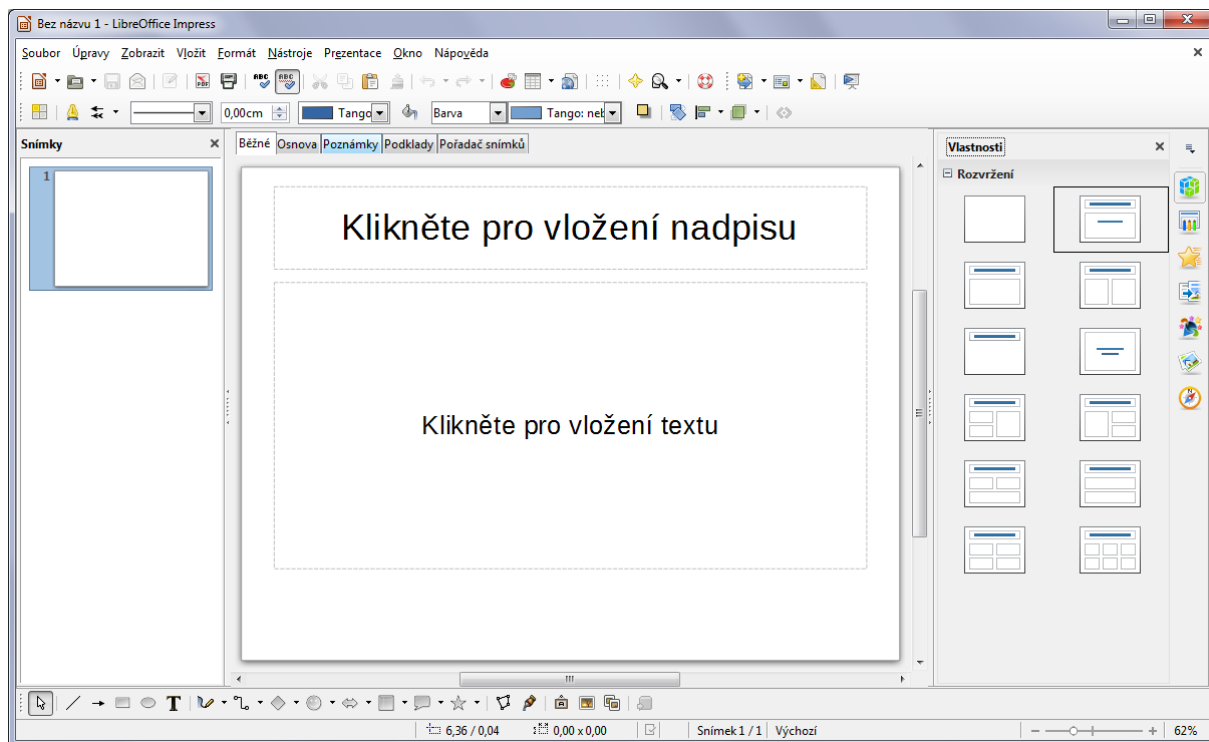 Bez názvu 1 - LibreOffice Impress
Soubor Úpravy Zobrazit Vložit Formát Nástroje Prezentace Okno Nápověda
0,00cm Tango Barva Tango: neb
Snímky
Běžné Osnova Poznámky Podklady Pořadač snímků
Vlastnosti
Rozvržení
1
Klikněte pro vložení nadpisu
Klikněte pro vložení textu
T
6,36 / 0,04 0,00 x 0,00 Snímek 1 / 1 Výchozí 62%